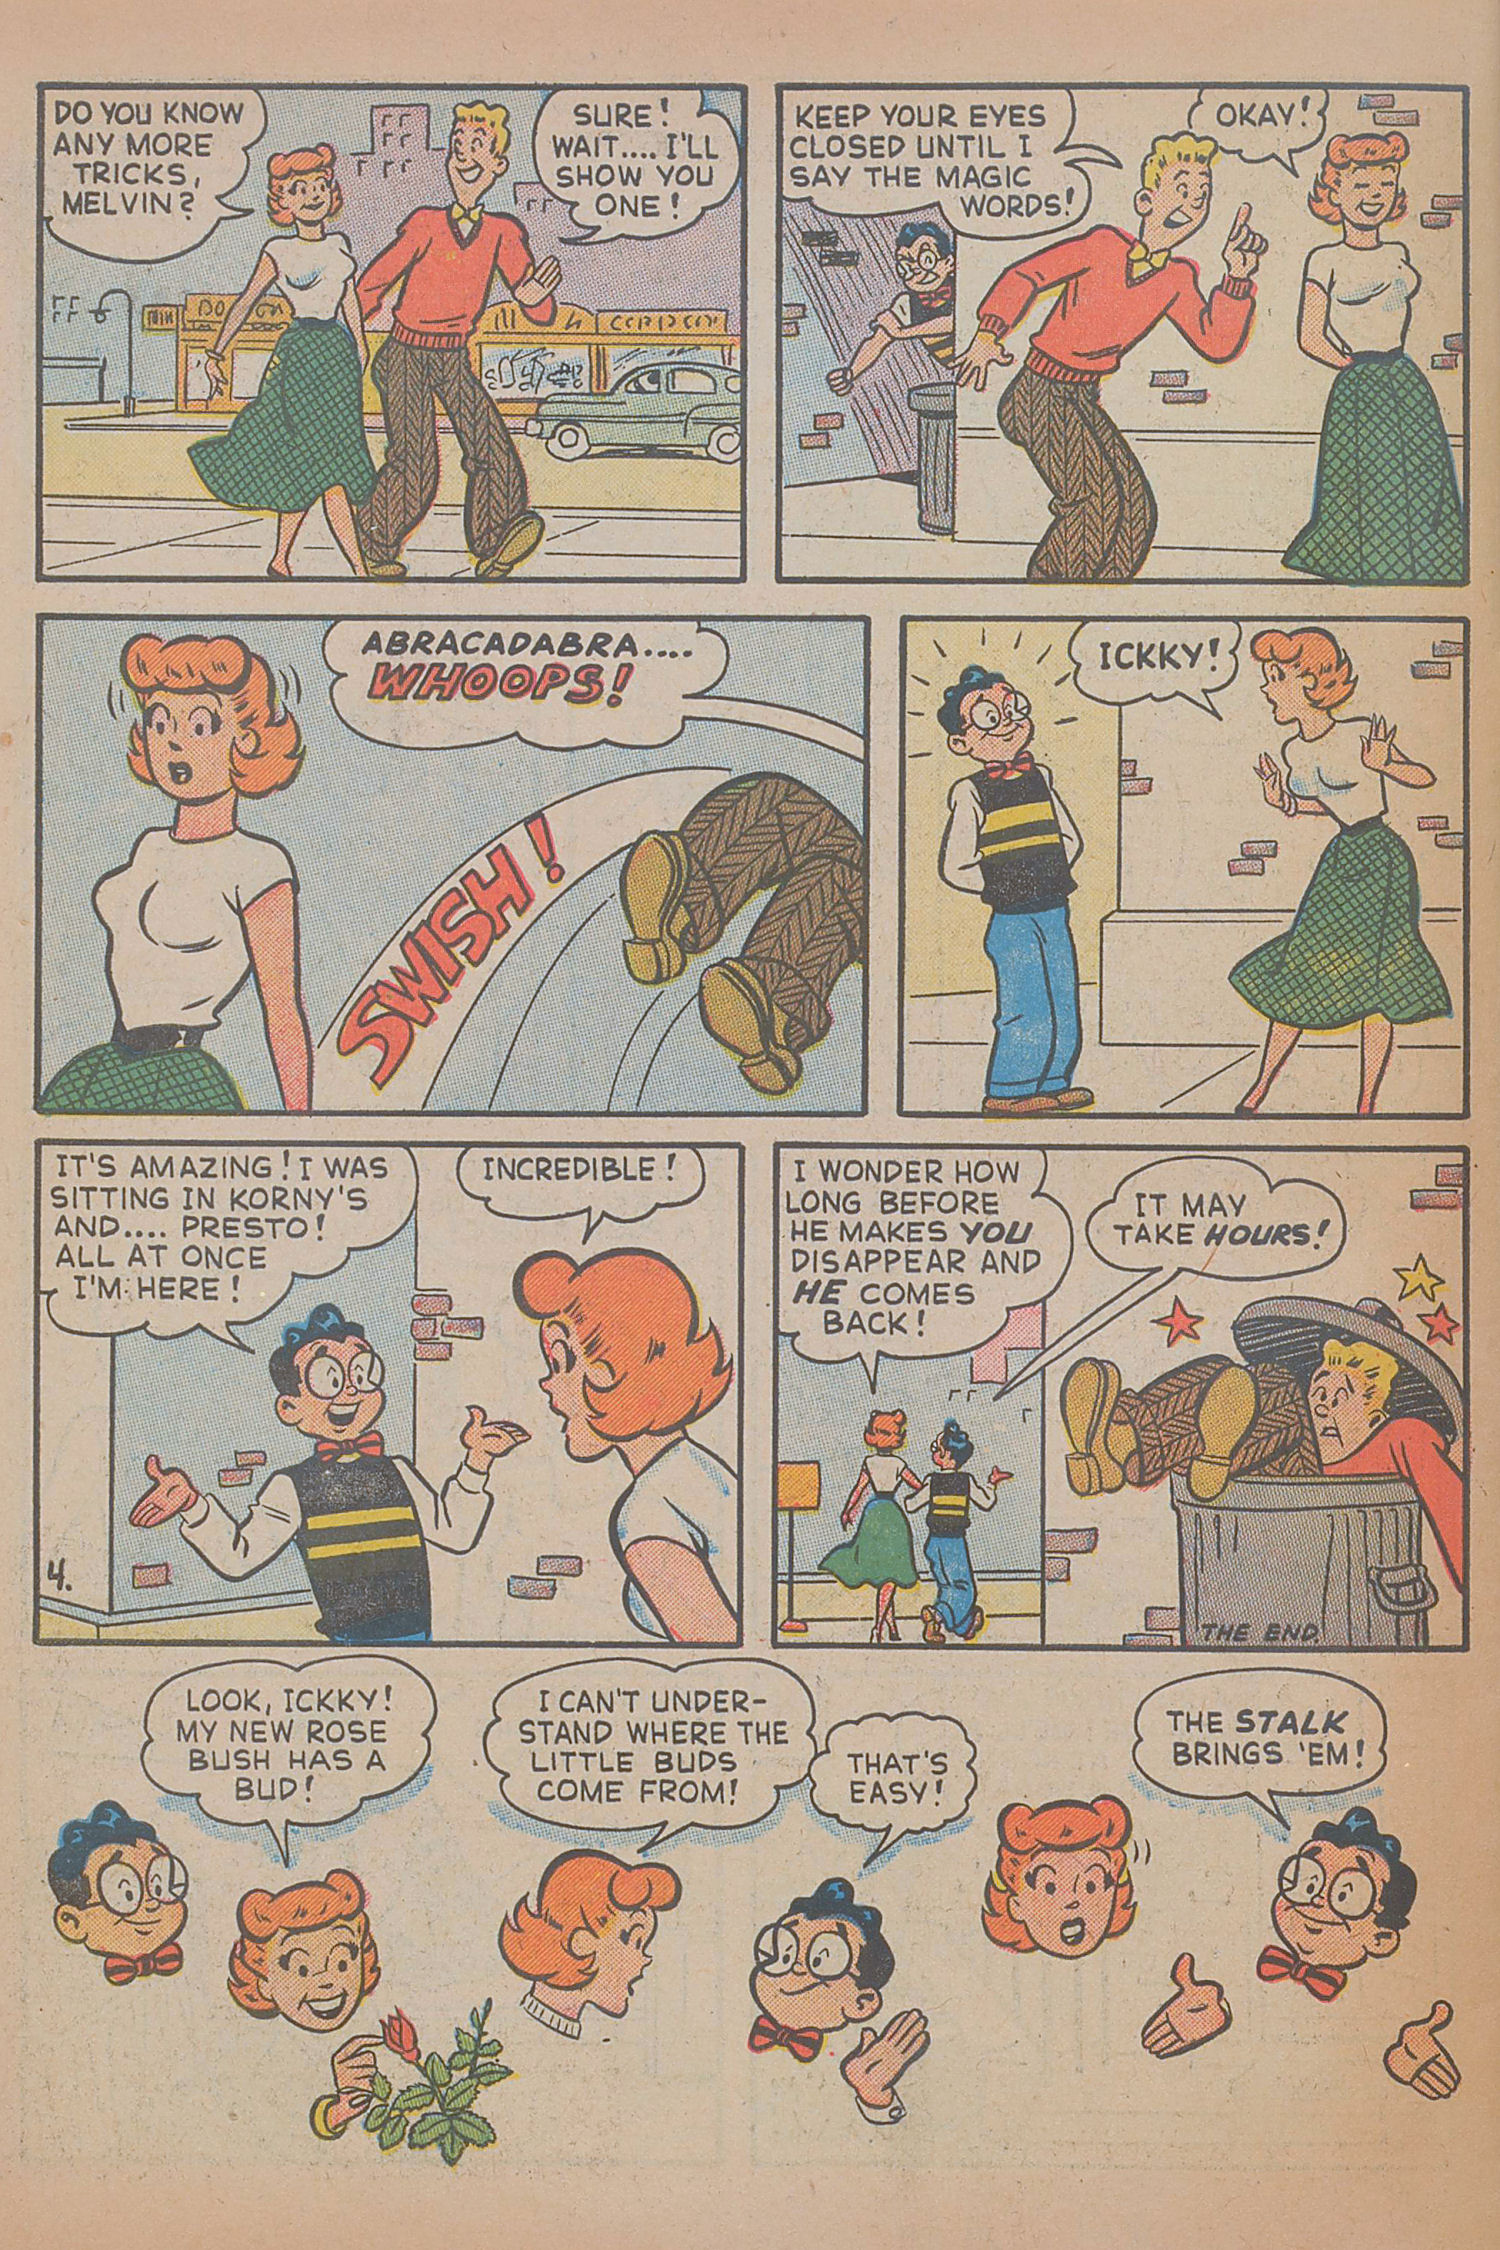 DO YOU KNOW
ANY MORE
TRICKS,
MELVIN?
SURE!
WAIT.... I'LL
SHOW YOU
ONE!
KEEP YOUR EYES
CLOSED UNTIL I
SAY THE MAGIC
WORDS!
OKAY!
ABRACADABRA....
WHOOPS!
SWISH!
ICKKY!
IT'S AMAZING! I WAS
SITTING IN KORNY'S
AND.... PRESTO!
ALL AT ONCE
I'M HERE!
INCREDIBLE!
4.
I WONDER HOW
LONG BEFORE
HE MAKES YOU
DISAPPEAR AND
HE COMES
BACK!
IT MAY
TAKE HOURS!
THE END.
LOOK, ICKKY!
MY NEW ROSE
BUSH HAS A
BUD!
I CAN'T UNDER-
STAND WHERE THE
LITTLE BUDS
COME FROM!
THAT'S
EASY!
THE STALK
BRINGS 'EM!